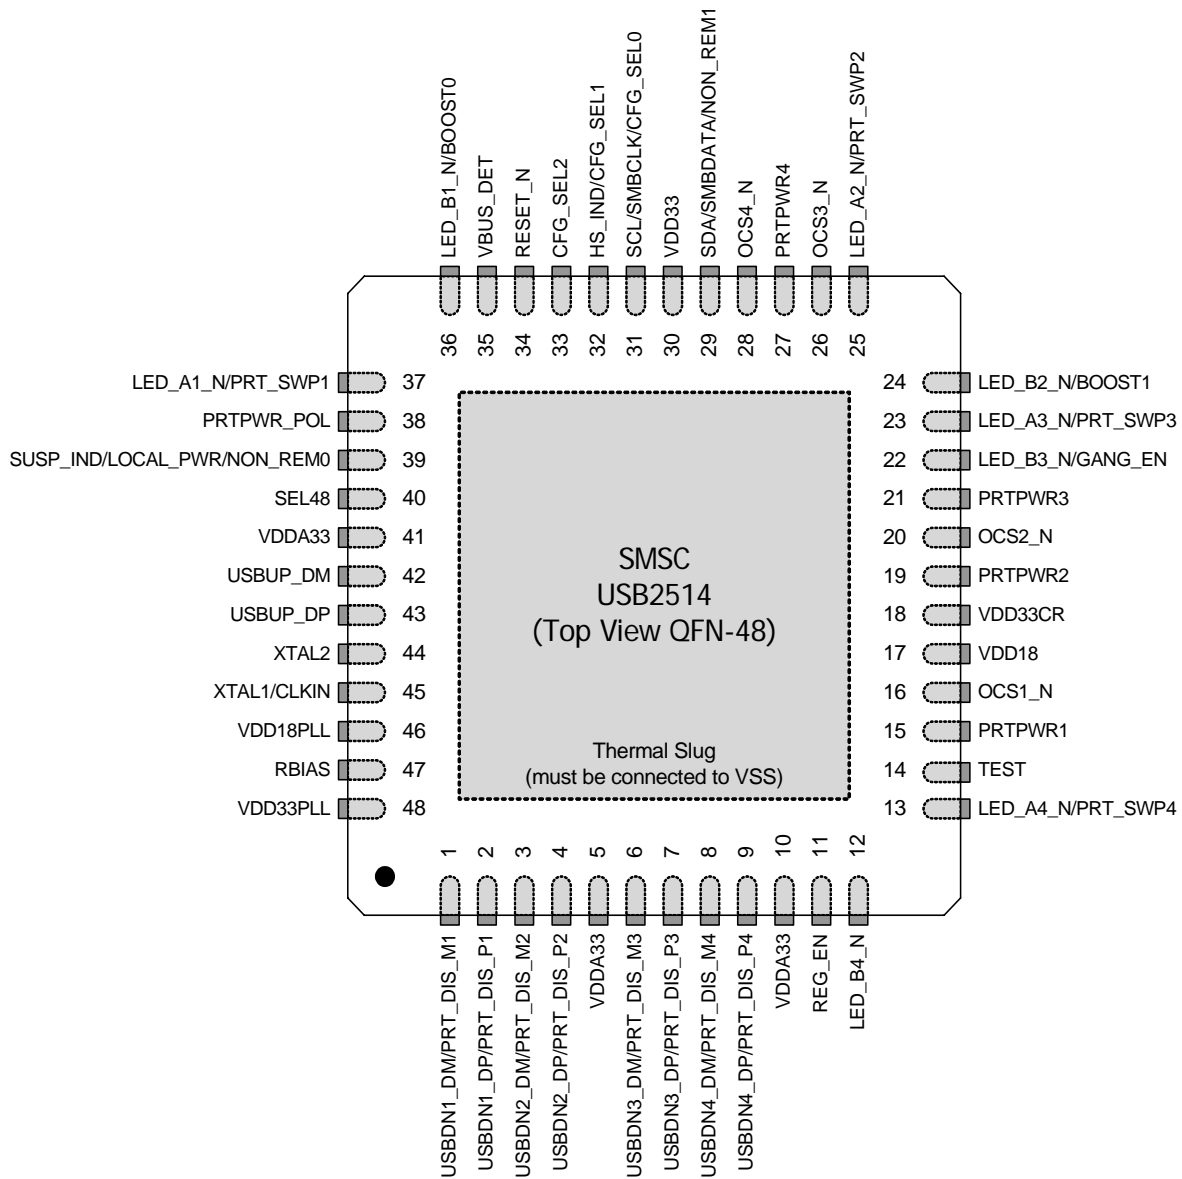 LED_B1_N/BOOST0
VBUS_DET
RESET_N
CFG_SEL2
HS_IND/CFG_SEL1
SCL/SMBCLK/CFG_SEL0
VDD33
SDA/SMBDATA/NON_REM1
OCS4_N
PRTPWR4
OCS3_N
LED_A2_N/PRT_SWP2
36
35
34
33
32
31
30
29
28
27
26
25
LED_A1_N/PRT_SWP1 37
PRTPWR_POL 38
SUSP_IND/LOCAL_PWR/NON_REM0 39
SEL48 40
VDDA33 41
USBUP_DM 42
USBUP_DP 43
XTAL2 44
XTAL1/CLKIN 45
VDD18PLL 46
RBIAS 47
VDD33PLL 48
SMSC
USB2514
(Top View QFN-48)
Thermal Slug
(must be connected to VSS)
24 LED_B2_N/BOOST1
23 LED_A3_N/PRT_SWP3
22 LED_B3_N/GANG_EN
21 PRTPWR3
20 OCS2_N
19 PRTPWR2
18 VDD33CR
17 VDD18
16 OCS1_N
15 PRTPWR1
14 TEST
13 LED_A4_N/PRT_SWP4
1
2
3
4
5
6
7
8
9
10
11
12
USBDN1_DM/PRT_DIS_M1
USBDN1_DP/PRT_DIS_P1
USBDN2_DM/PRT_DIS_M2
USBDN2_DP/PRT_DIS_P2
VDDA33
USBDN3_DM/PRT_DIS_M3
USBDN3_DP/PRT_DIS_P3
USBDN4_DM/PRT_DIS_M4
USBDN4_DP/PRT_DIS_P4
VDDA33
REG_EN
LED_B4_N